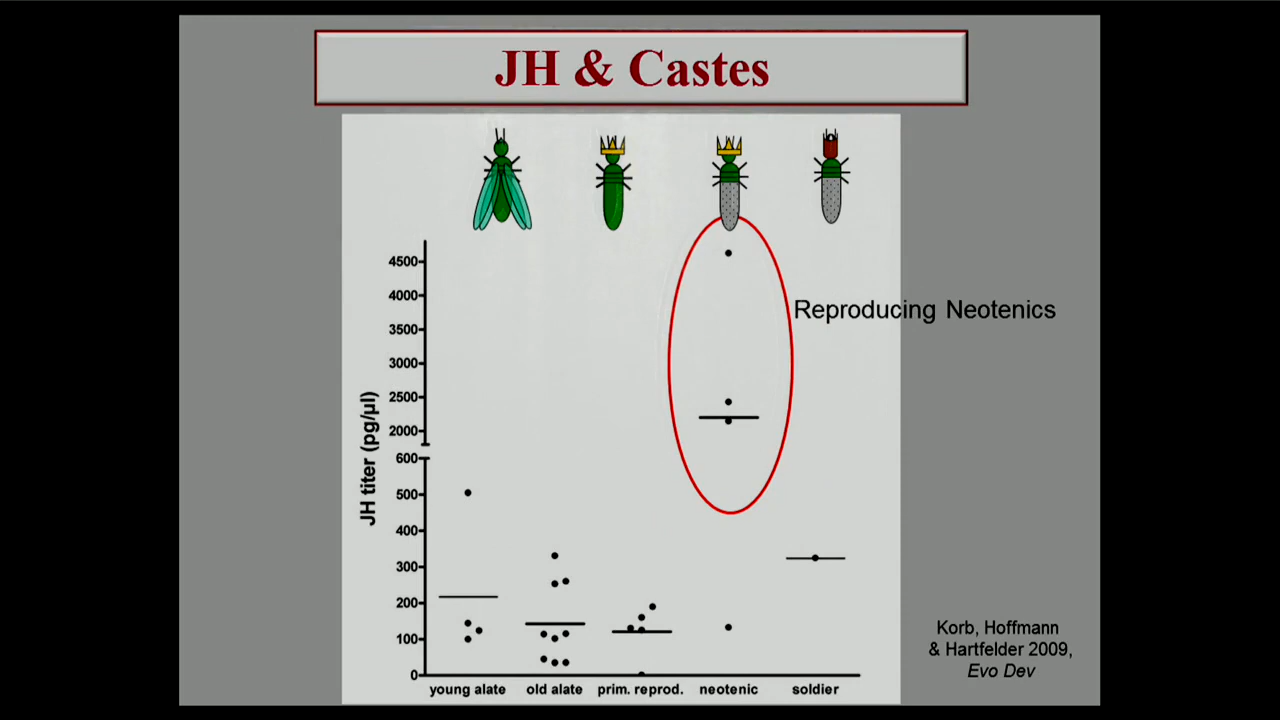 JH & Castes
4500
4000
3500
3000
2500
2000
600
500
400
300
200
100
0
JH titer (pg/µl)
young alate
old alate
prim. reprod.
neotenic
soldier
Reproducing Neotenics
Korb, Hoffmann
& Hartfelder 2009,
Evo Dev